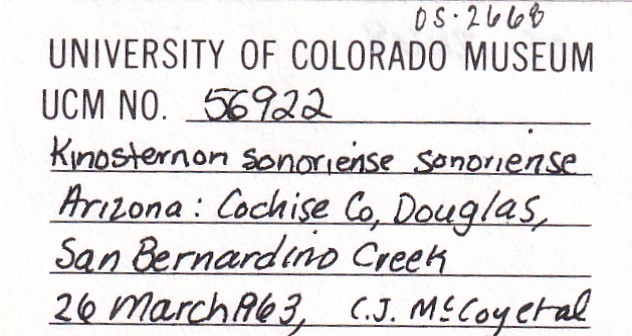 OS·2668
UNIVERSITY OF COLORADO MUSEUM
UCM NO. 56922
Kinosternon sonoriense sonoriense
Arizona: Cochise Co, Douglas,
San Bernardino Creek
26 March 1963, C.J. McCoy et al